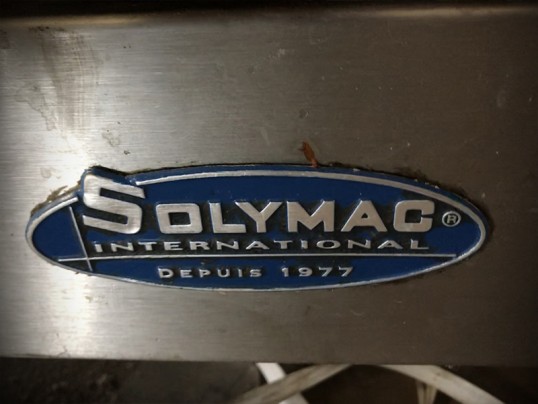 SOLYMAC®
INTERNATIONAL
DEPUIS 1977